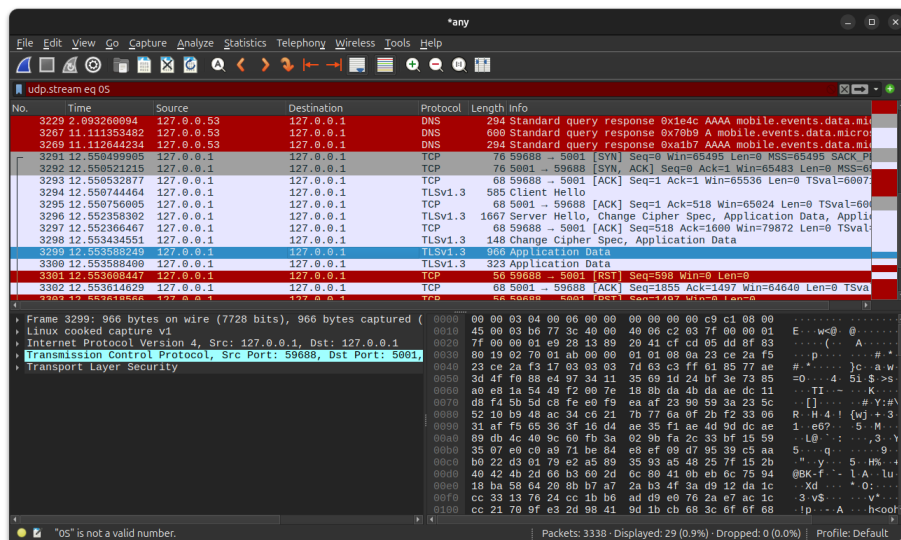 *any
File Edit View Go Capture Analyze Statistics Telephony Wireless Tools Help
udp.stream eq 0S
No. Time Source Destination Protocol Length Info
3229 2.093260094 127.0.0.53 127.0.0.1 DNS 294 Standard query response 0x1e4c AAAA mobile.events.data.mi
3267 11.111353482 127.0.0.53 127.0.0.1 DNS 600 Standard query response 0x70b9 A mobile.events.data.micros
3269 11.112644234 127.0.0.53 127.0.0.1 DNS 294 Standard query response 0xa1b7 AAAA mobile.events.data.mi
3291 12.550499905 127.0.0.1 127.0.0.1 TCP 76 59688 → 5001 [SYN] Seq=0 Win=65495 Len=0 MSS=65495 SACK_P
3292 12.550521215 127.0.0.1 127.0.0.1 TCP 76 5001 → 59688 [SYN, ACK] Seq=0 Ack=1 Win=65483 Len=0 MSS=6
3293 12.550532877 127.0.0.1 127.0.0.1 TCP 68 59688 → 5001 [ACK] Seq=1 Ack=1 Win=65536 Len=0 TSval=6007
3294 12.550744464 127.0.0.1 127.0.0.1 TLSv1.3 585 Client Hello
3295 12.550756005 127.0.0.1 127.0.0.1 TCP 68 5001 → 59688 [ACK] Seq=1 Ack=518 Win=65024 Len=0 TSval=60
3296 12.552358302 127.0.0.1 127.0.0.1 TLSv1.3 1667 Server Hello, Change Cipher Spec, Application Data, Appli
3297 12.552366467 127.0.0.1 127.0.0.1 TCP 68 59688 → 5001 [ACK] Seq=518 Ack=1600 Win=79872 Len=0 TSval
3298 12.553434551 127.0.0.1 127.0.0.1 TLSv1.3 148 Change Cipher Spec, Application Data
3299 12.553588249 127.0.0.1 127.0.0.1 TLSv1.3 966 Application Data
3300 12.553588400 127.0.0.1 127.0.0.1 TLSv1.3 323 Application Data
3301 12.553608447 127.0.0.1 127.0.0.1 TCP 56 59688 → 5001 [RST] Seq=598 Win=0 Len=0
3302 12.553614629 127.0.0.1 127.0.0.1 TCP 68 5001 → 59688 [ACK] Seq=1855 Ack=1497 Win=64640 Len=0 TSva
3303 12.553618566 127.0.0.1 127.0.0.1 TCP 56 59688 → 5001 [RST] Seq=1497 Win=0 Len=0
Frame 3299: 966 bytes on wire (7728 bits), 966 bytes captured (
Linux cooked capture v1
Internet Protocol Version 4, Src: 127.0.0.1, Dst: 127.0.0.1
Transmission Control Protocol, Src Port: 59688, Dst Port: 5001,
Transport Layer Security
0000 00 00 03 04 00 06 00 00 00 00 00 00 c9 c1 08 00
0010 45 00 03 b6 77 3c 40 00 40 06 c2 03 7f 00 00 01
0020 7f 00 00 01 e9 28 13 89 20 41 cf cd 05 dd 8f 83
0030 80 19 02 70 01 ab 00 00 01 01 08 0a 23 ce 2a f5
0040 23 ce 2a f3 17 03 03 03 7d 63 c3 ff 61 85 77 ae
0050 3d 4f f0 88 e4 97 34 11 35 69 1d 24 bf 3e 73 85
0060 a0 e8 1a 54 49 f2 00 7e 18 8b da 4b da ae dc 11
0070 d8 f4 5b 5d c8 fe e0 f9 ae af 23 90 59 3a 23 5c
0080 52 10 b9 48 ac 34 c6 21 7b 77 6a 0f 2b f2 33 06
0090 31 af f5 65 36 3f 16 d4 ae 35 f1 ae 4d 9d dc ae
00a0 89 db 4c 40 9c 60 fb 3a 02 9b fa 2c 33 bf 15 59
00b0 35 07 e0 c0 a9 71 be 84 e8 ef 09 d7 95 39 c5 aa
00c0 b0 22 d3 01 79 e2 a5 89 35 93 a5 48 25 7f 15 2b
00d0 40 42 4b 2d 66 b3 60 2d 6c 80 41 0b eb 6c 75 94
00e0 18 ba 58 64 20 8b b7 a7 2a b3 4f 3a d9 12 da 1c
00f0 cc 33 13 76 24 cc 1b b6 ad d9 e0 76 2a e7 ac 1c
0100 cc 21 70 9f e3 2d 98 41 9d 1b cb 68 3c 6f 6f 68
"0S" is not a valid number.
Packets: 3338 · Displayed: 29 (0.9%) · Dropped: 0 (0.0%)
Profile: Default